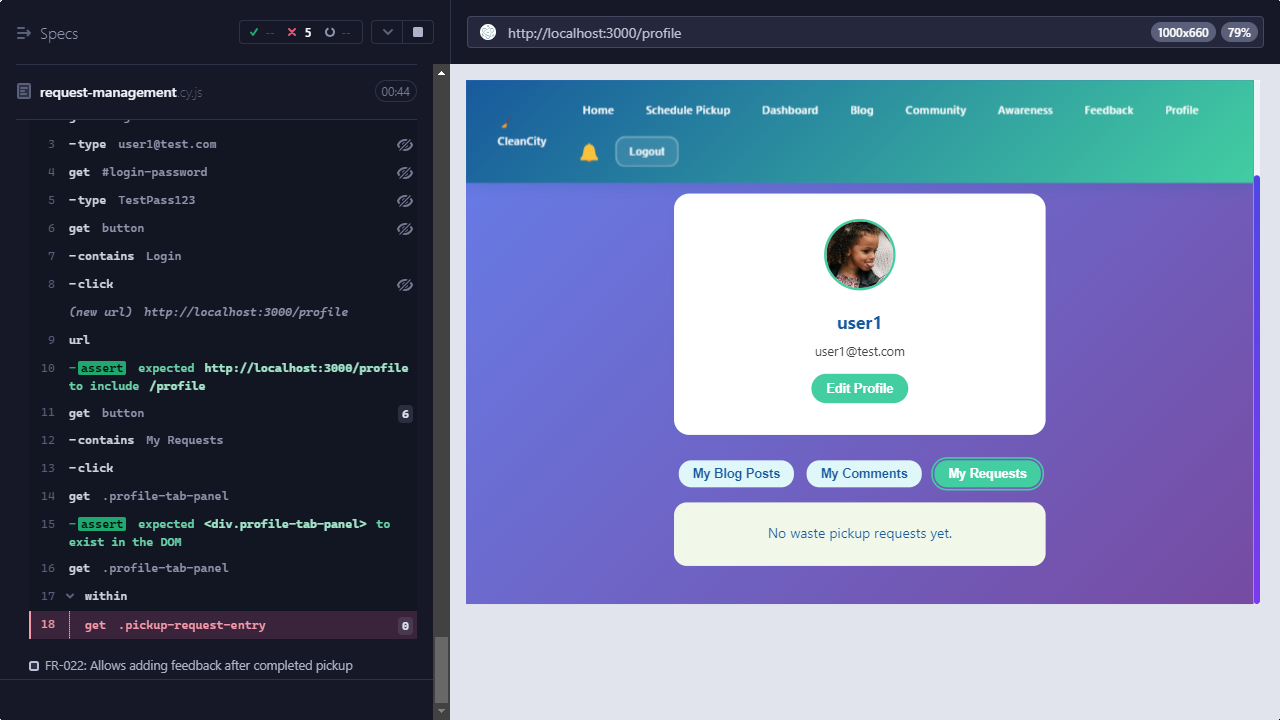 Specs
-- 5 --
request-management.cy.js
00:44
3 -type user1@test.com
4 get #login-password
5 -type TestPass123
6 get button
7 -contains Login
8 -click
(new url) http://localhost:3000/profile
9 url
10 -assert expected http://localhost:3000/profile
to include /profile
11 get button 6
12 -contains My Requests
13 -click
14 get .profile-tab-panel
15 -assert expected <div.profile-tab-panel> to
exist in the DOM
16 get .profile-tab-panel
17 within
18 get .pickup-request-entry 0
FR-022: Allows adding feedback after completed pickup
http://localhost:3000/profile
1000x660 79%
CleanCity
Home Schedule Pickup Dashboard Blog Community Awareness Feedback Profile
Logout
user1
user1@test.com
Edit Profile
My Blog Posts My Comments My Requests
No waste pickup requests yet.